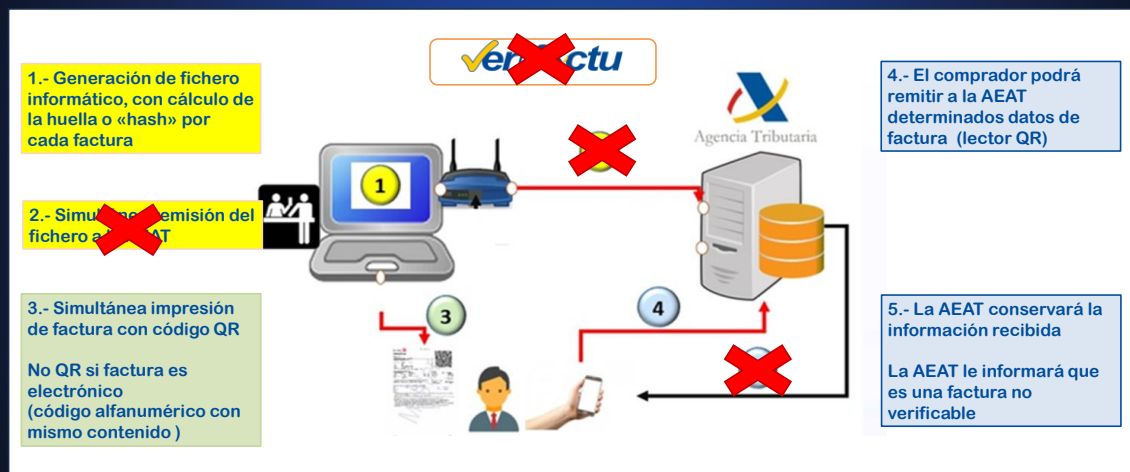 1.- Generación de fichero
informático, con cálculo de
la huella o «hash» por
cada factura
2.- emisión del
fichero a
3.- Simultánea impresión
de factura con código QR
No QR si factura es
electrónico
(código alfanumérico con
mismo contenido )
ctu
Agencia Tributaria
1
3
4
4.- El comprador podrá
remitir a la AEAT
determinados datos de
factura (lector QR)
5.- La AEAT conservará la
información recibida
La AEAT le informará que
es una factura no
verificable